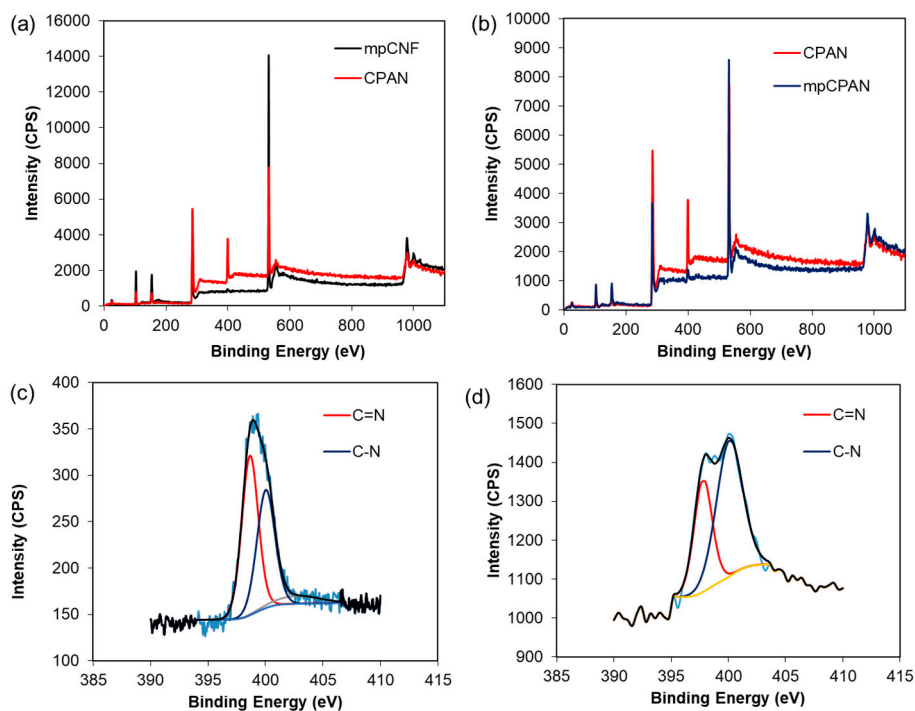 (a)
16000
14000
12000
10000
8000
6000
4000
2000
0
Intensity (CPS)
mpCNF
CPAN
0 200 400 600 800 1000
Binding Energy (eV)
(b)
10000
9000
8000
7000
6000
5000
4000
3000
2000
1000
0
Intensity (CPS)
CPAN
mpCPAN
0 200 400 600 800 1000
Binding Energy (eV)
(c)
400
350
300
250
200
150
100
Intensity (CPS)
C=N
C-N
385 390 395 400 405 410 415
Binding Energy (eV)
(d)
1600
1500
1400
1300
1200
1100
1000
900
Intensity (CPS)
C=N
C-N
385 390 395 400 405 410 415
Binding Energy (eV)